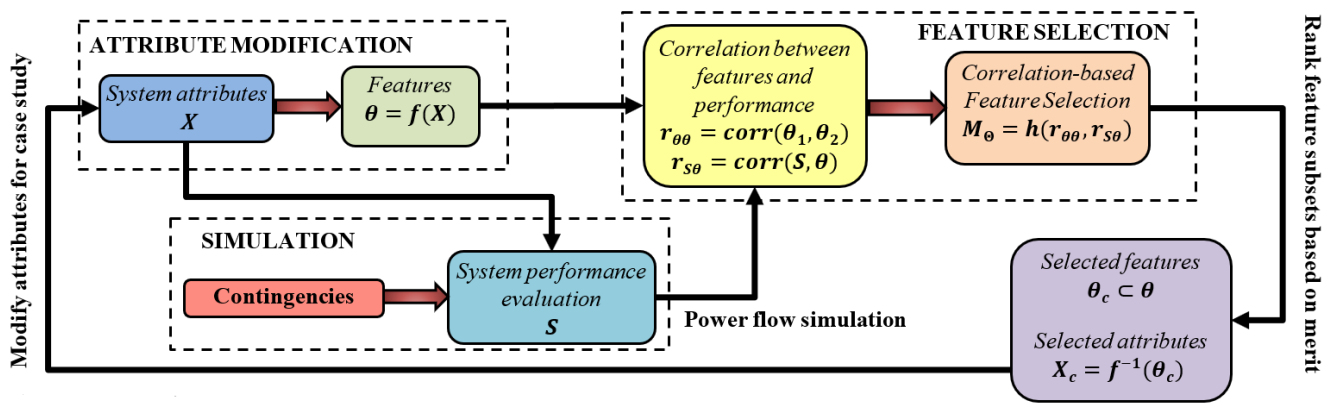 Modify attributes for case study
ATTRIBUTE MODIFICATION
System attributes
X
Features
θ = f(X)
SIMULATION
Contingencies
System performance
evaluation
S
Power flow simulation
FEATURE SELECTION
Correlation between
features and
performance
r_θθ = corr(θ₁, θ₂)
r_Sθ = corr(S, θ)
Correlation-based
Feature Selection
M_Θ = h(r_θθ, r_Sθ)
Rank feature subsets based on merit
Selected features
θ_c ⊂ θ
Selected attributes
X_c = f⁻¹(θ_c)